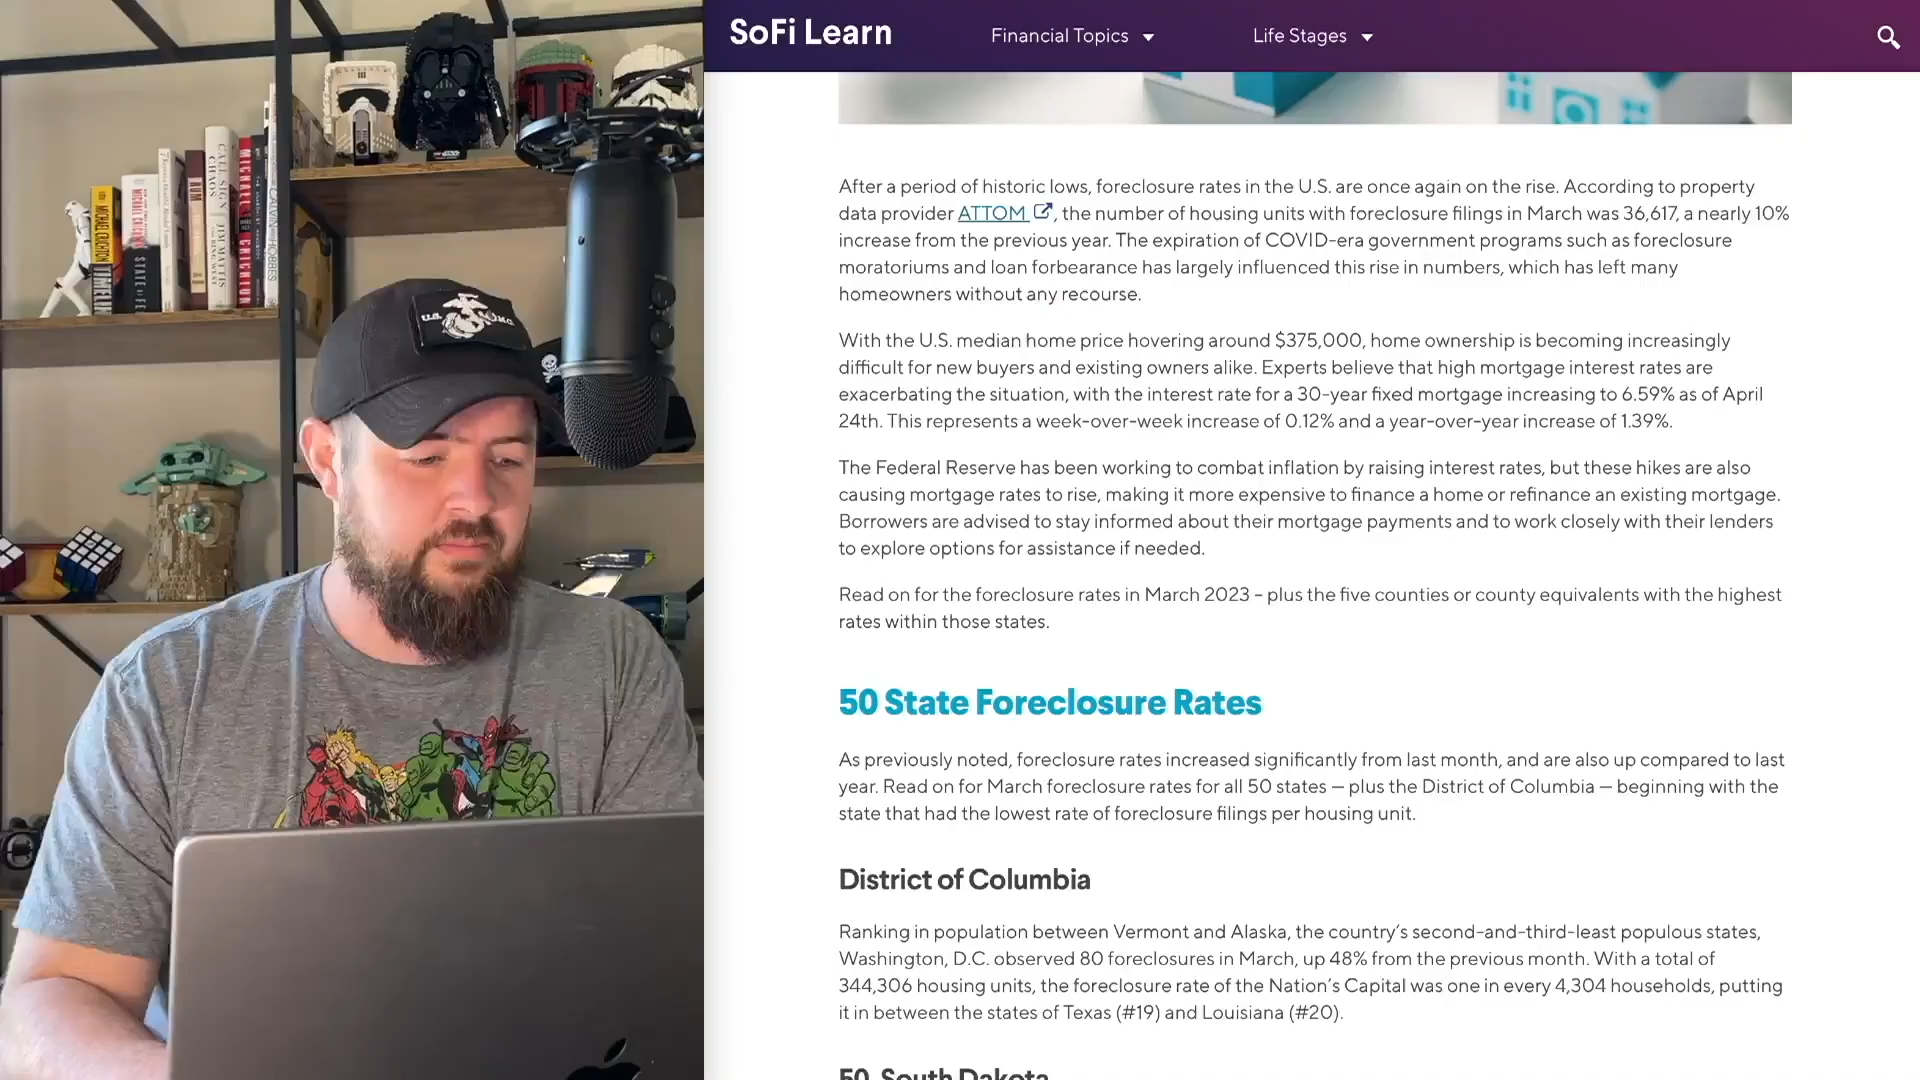 SoFi Learn
Financial Topics
Life Stages
After a period of historic lows, foreclosure rates in the U.S. are once again on the rise. According to property
data provider ATTOM , the number of housing units with foreclosure filings in March was 36,617, a nearly 10%
increase from the previous year. The expiration of COVID-era government programs such as foreclosure
moratoriums and loan forbearance has largely influenced this rise in numbers, which has left many
homeowners without any recourse.
With the U.S. median home price hovering around $375,000, home ownership is becoming increasingly
difficult for new buyers and existing owners alike. Experts believe that high mortgage interest rates are
exacerbating the situation, with the interest rate for a 30-year fixed mortgage increasing to 6.59% as of April
24th. This represents a week-over-week increase of 0.12% and a year-over-year increase of 1.39%.
The Federal Reserve has been working to combat inflation by raising interest rates, but these hikes are also
causing mortgage rates to rise, making it more expensive to finance a home or refinance an existing mortgage.
Borrowers are advised to stay informed about their mortgage payments and to work closely with their lenders
to explore options for assistance if needed.
Read on for the foreclosure rates in March 2023 – plus the five counties or county equivalents with the highest
rates within those states.
50 State Foreclosure Rates
As previously noted, foreclosure rates increased significantly from last month, and are also up compared to last
year. Read on for March foreclosure rates for all 50 states — plus the District of Columbia — beginning with the
state that had the lowest rate of foreclosure filings per housing unit.
District of Columbia
Ranking in population between Vermont and Alaska, the country's second-and-third-least populous states,
Washington, D.C. observed 80 foreclosures in March, up 48% from the previous month. With a total of
344,306 housing units, the foreclosure rate of the Nation's Capital was one in every 4,304 households, putting
it in between the states of Texas (#19) and Louisiana (#20).
50. South Dakota
MICHAEL CRICHTON
TIMELINE
STATE of FEAR
CALL SIGN CHAOS
JIM MATTIS
MICHAEL CRICHTON